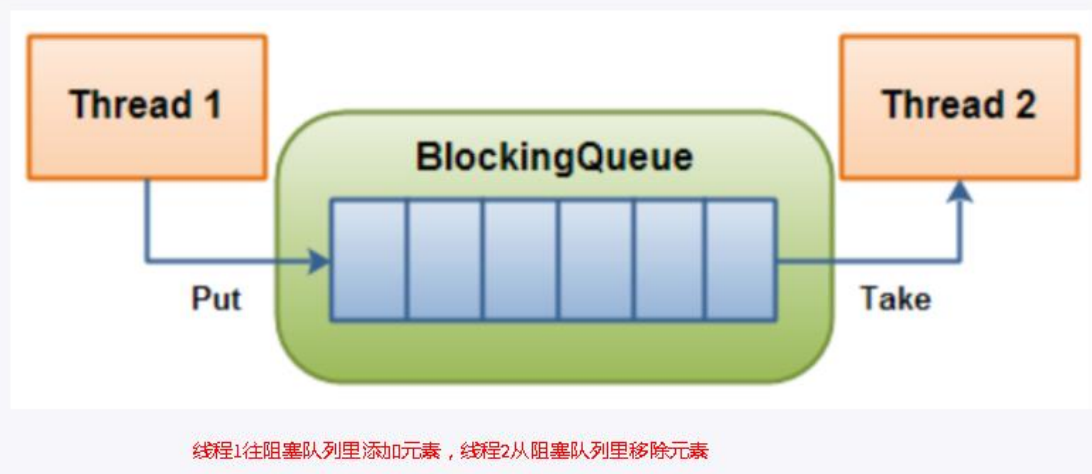 Thread 1
Thread 2
BlockingQueue
Put
Take
线程1往阻塞队列里添加元素，线程2从阻塞队列里移除元素